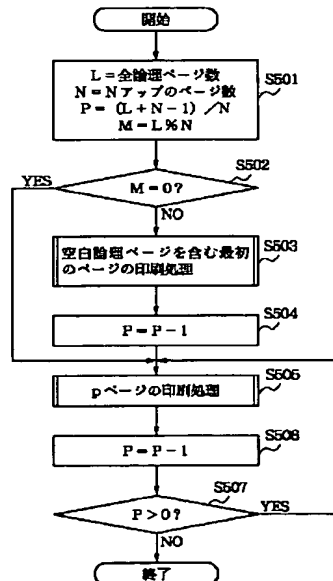 開始
L=全論理ページ数
N=Nアップのページ数
P=(L+N-1)/N
M=L%N
S501
S502
YES
M=0?
NO
空白論理ページを含む最初
のページの印刷処理
S503
S504
P=P-1
S505
pページの印刷処理
S506
P=P-1
S507
P>0?
YES
NO
終了